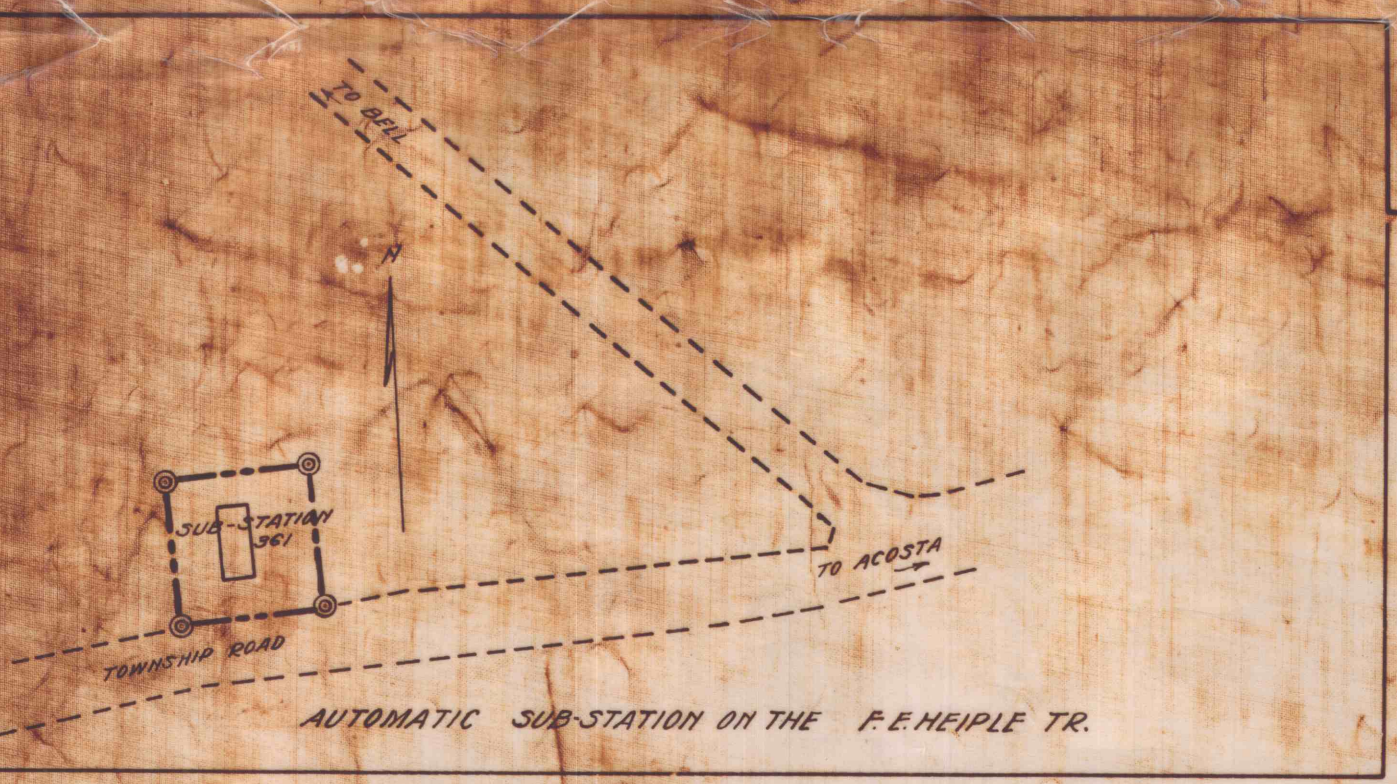 TO BELL
N
SUB-STATION
361
TO ACOSTA
TOWNSHIP ROAD
AUTOMATIC SUB-STATION ON THE F.E. HEIPLE TR.